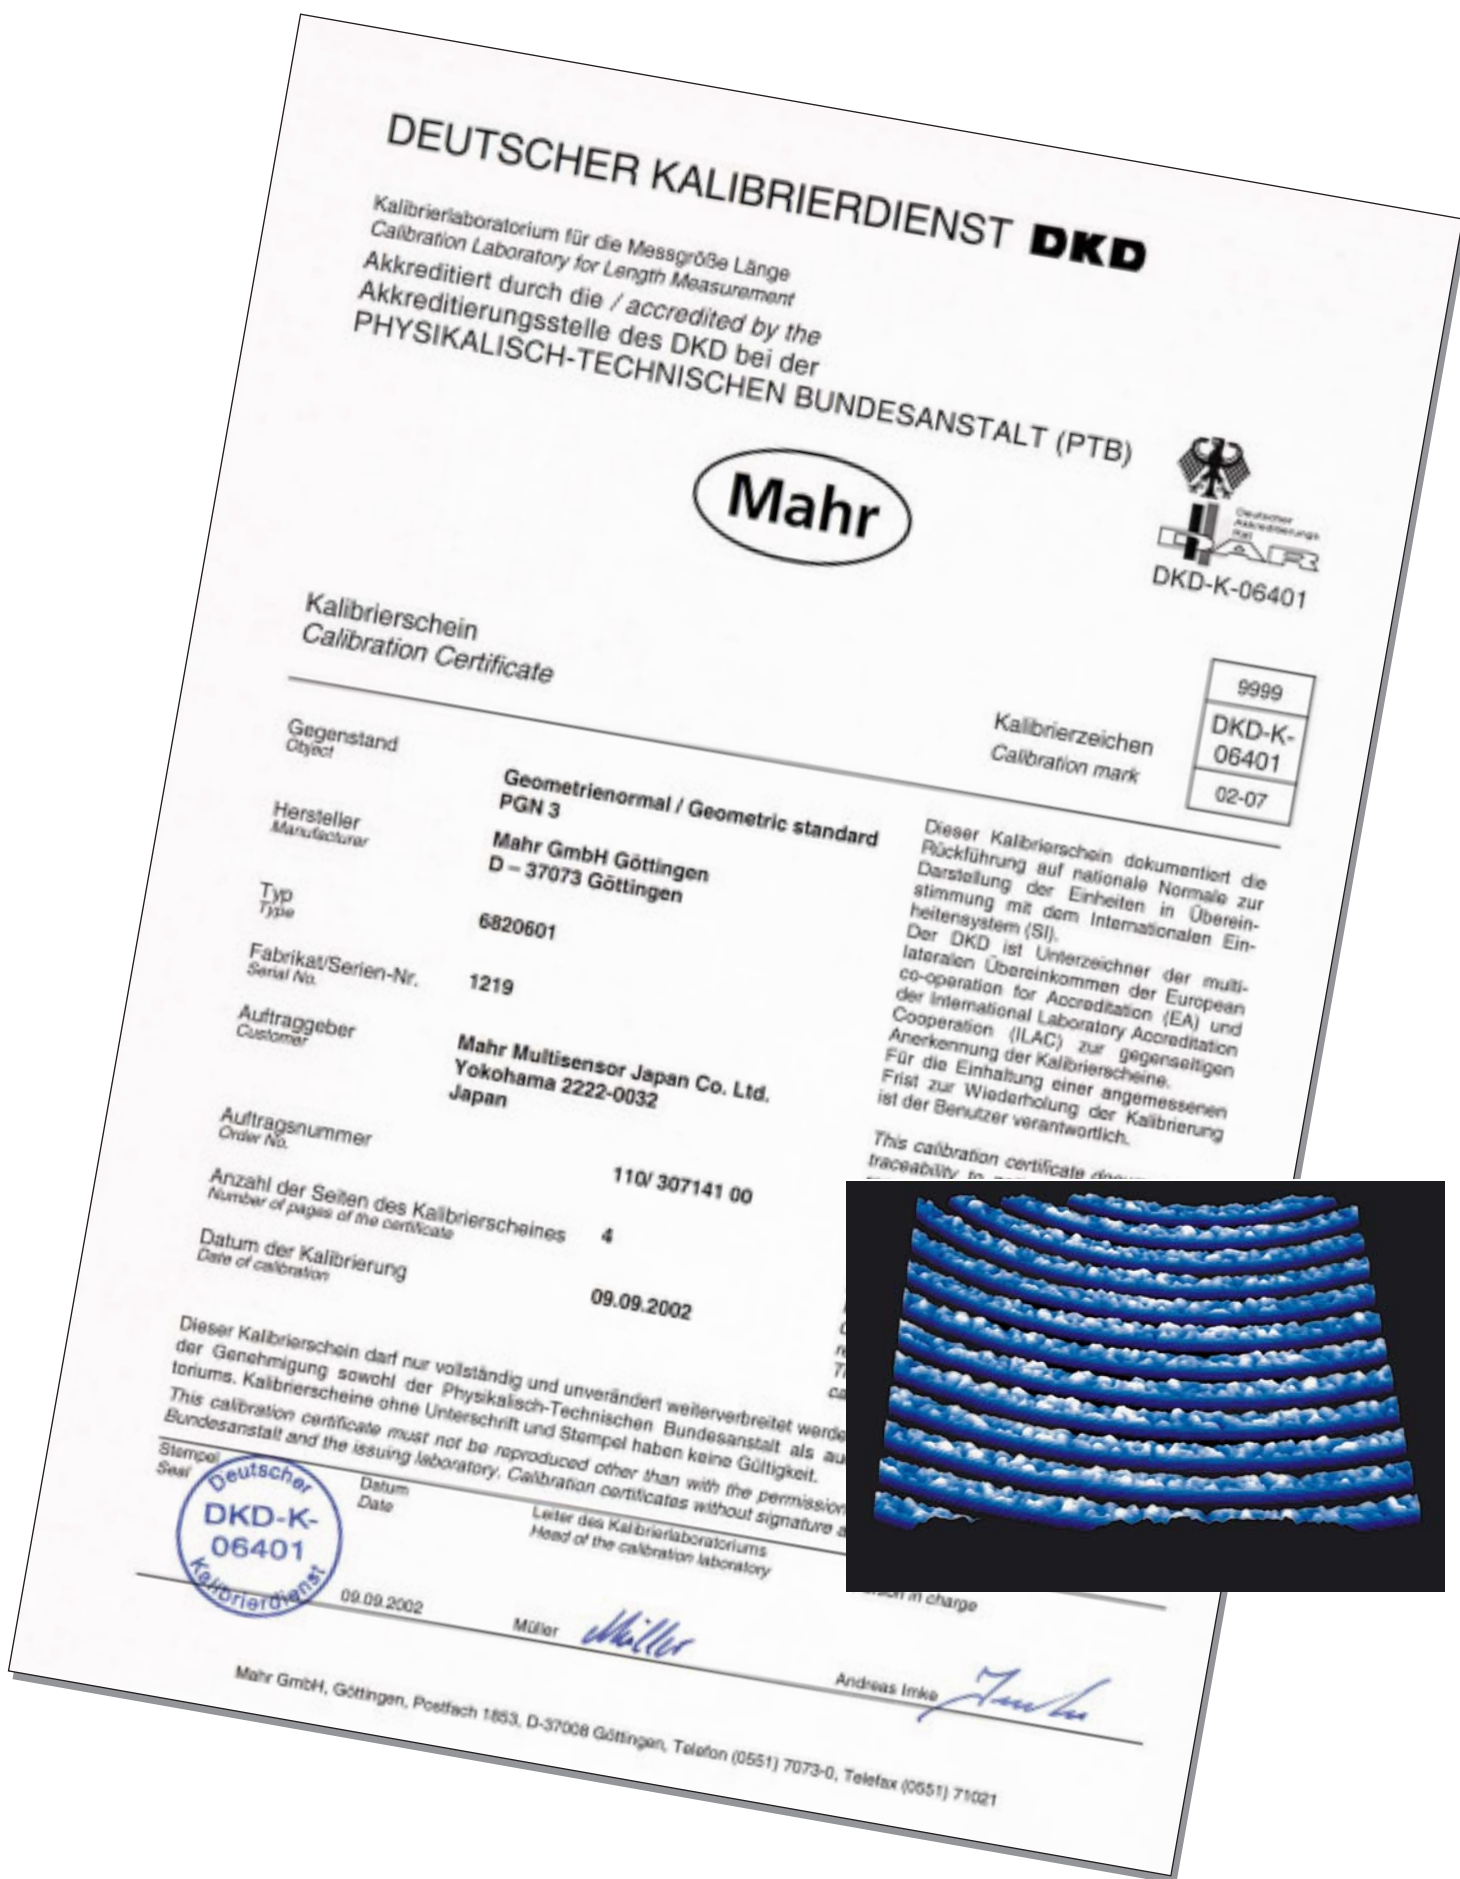 DEUTSCHER KALIBRIERDIENST DKD
Kalibrierlaboratorium für die Messgröße Länge
Calibration Laboratory for Length Measurement
Akkreditiert durch die / accredited by the
Akkreditierungsstelle des DKD bei der
PHYSIKALISCH-TECHNISCHEN BUNDESANSTALT (PTB)
Mahr
Deutscher
Akkreditierungs
Rat
DAR
DKD-K-06401
Kalibrierschein
Calibration Certificate
Kalibrierzeichen
Calibration mark
9999
DKD-K-
06401
02-07
Gegenstand
Object
Geometrienormal / Geometric standard
PGN 3
Hersteller
Manufacturer
Mahr GmbH Göttingen
D – 37073 Göttingen
Typ
Type
6820601
Fabrikat/Serien-Nr.
Serial No.
1219
Auftraggeber
Customer
Mahr Multisensor Japan Co. Ltd.
Yokohama 2222-0032
Japan
Auftragsnummer
Order No.
110/ 307141 00
Anzahl der Seiten des Kalibrierscheines
Number of pages of the certificate
4
Datum der Kalibrierung
Date of calibration
09.09.2002
Dieser Kalibrierschein dokumentiert die
Rückführung auf nationale Normale zur
Darstellung der Einheiten in Überein-
stimmung mit dem Internationalen Ein-
heitensystem (SI).
Der DKD ist Unterzeichner der multi-
lateralen Übereinkommen der European
co-operation for Accreditation (EA) und
der International Laboratory Accreditation
Cooperation (ILAC) zur gegenseitigen
Anerkennung der Kalibrierscheine.
Für die Einhaltung einer angemessenen
Frist zur Wiederholung der Kalibrierung
ist der Benutzer verantwortlich.
This calibration certificate
traceability to
Dieser Kalibrierschein darf nur vollständig und unverändert weiterverbreitet
der Genehmigung sowohl der Physikalisch-Technischen Bundesanstalt als
toriums. Kalibrierscheine ohne Unterschrift und Stempel haben keine Gültigkeit.
This calibration certificate must not be reproduced other than with the permission
Bundesanstalt and the issuing laboratory. Calibration certificates without signature
Stempel
Seal
Deutscher
DKD-K-
06401
Kalibrierdienst
Datum
Date
09.09.2002
Leiter des Kalibrierlaboratoriums
Head of the calibration laboratory
Müller
Müller
in charge
Andreas Imke
Mahr GmbH, Göttingen, Postfach 1853, D-37008 Göttingen, Telefon (0551) 7073-0, Telefax (0551) 71021